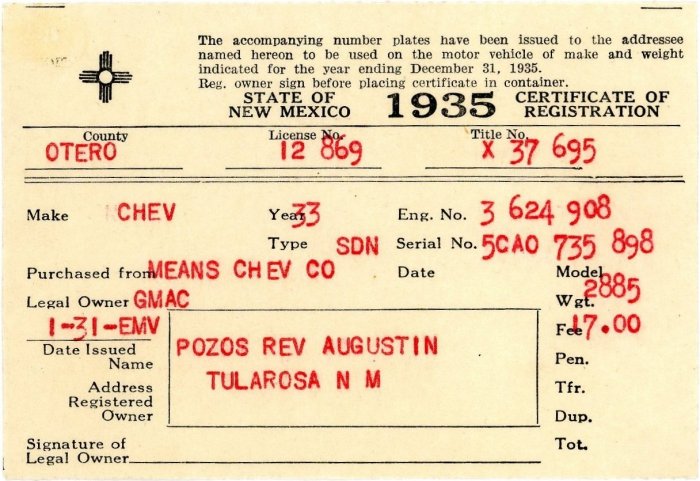 The accompanying number plates have been issued to the addressee
named hereon to be used on the motor vehicle of make and weight
indicated for the year ending December 31, 1935.
Reg. owner sign before placing certificate in container.
STATE OF NEW MEXICO 1935 CERTIFICATE OF REGISTRATION
County License No. Title No.
OTERO 12 869 X 37 695
Make CHEV Year 33 Eng. No. 3 624 908
Type SDN Serial No. 5CA0 735 898
Purchased from MEANS CHEV CO Date Model
Legal Owner GMAC Wgt. 2885
1-31-EMV Fee 17.00
Date Issued
Name POZOS REV AUGUSTIN Pen.
Address TULAROSA N M Tfr.
Registered
Owner Dup.
Signature of Tot.
Legal Owner